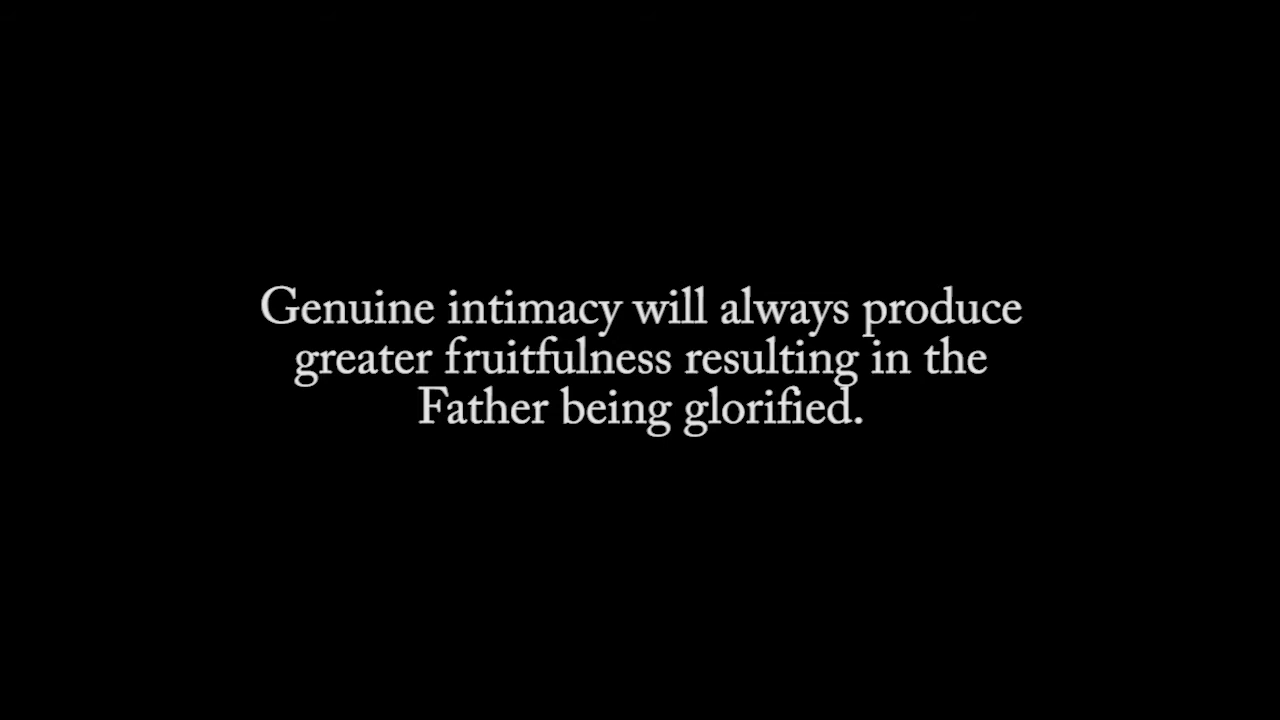 Genuine intimacy will always produce
greater fruitfulness resulting in the
Father being glorified.